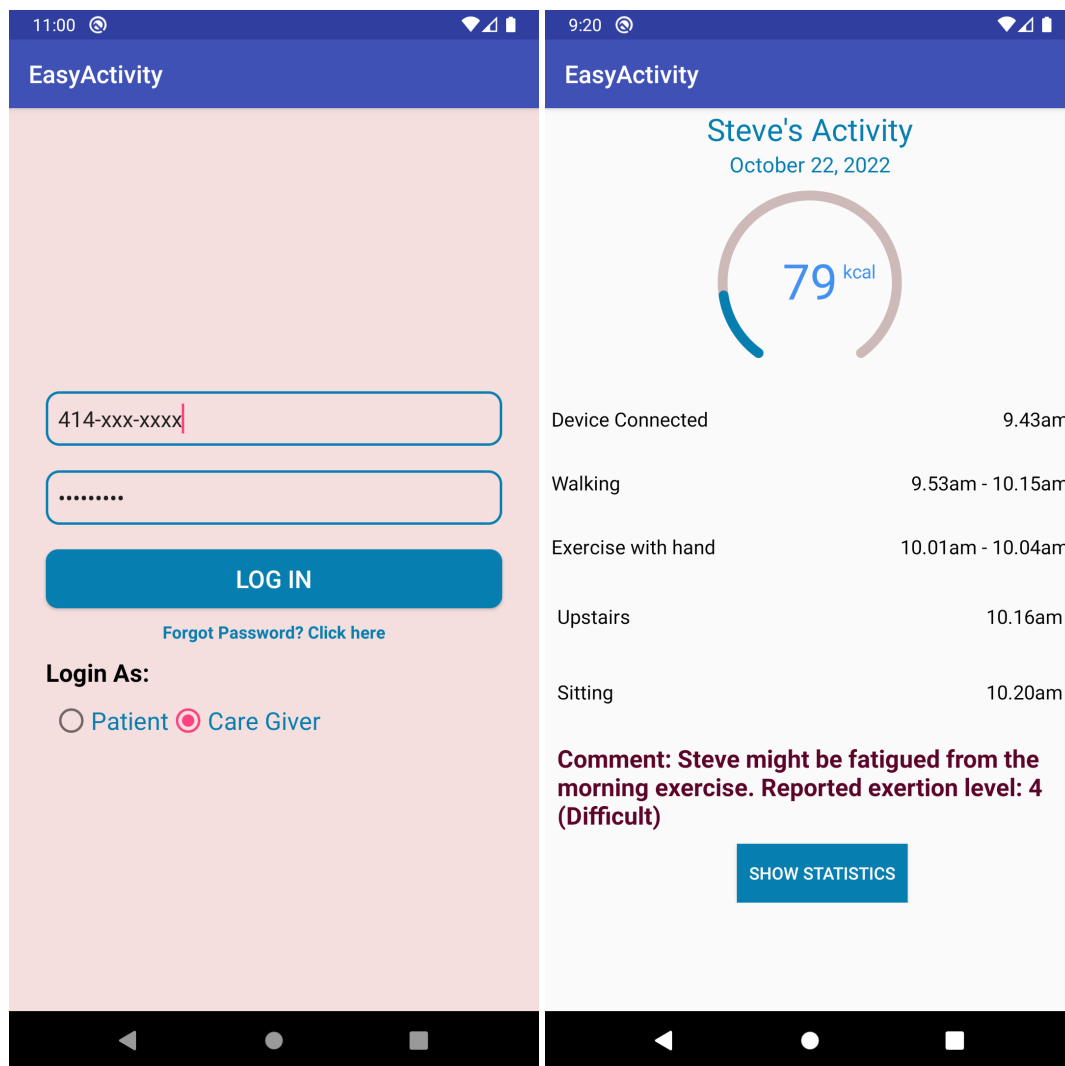 11:00
EasyActivity
414-xxx-xxxx
•••••••••
LOG IN
Forgot Password? Click here
Login As:
Patient Care Giver
9:20
EasyActivity
Steve's Activity
October 22, 2022
79 kcal
Device Connected 9.43am
Walking 9.53am - 10.15am
Exercise with hand 10.01am - 10.04am
Upstairs 10.16am
Sitting 10.20am
Comment: Steve might be fatigued from the
morning exercise. Reported exertion level: 4
(Difficult)
SHOW STATISTICS